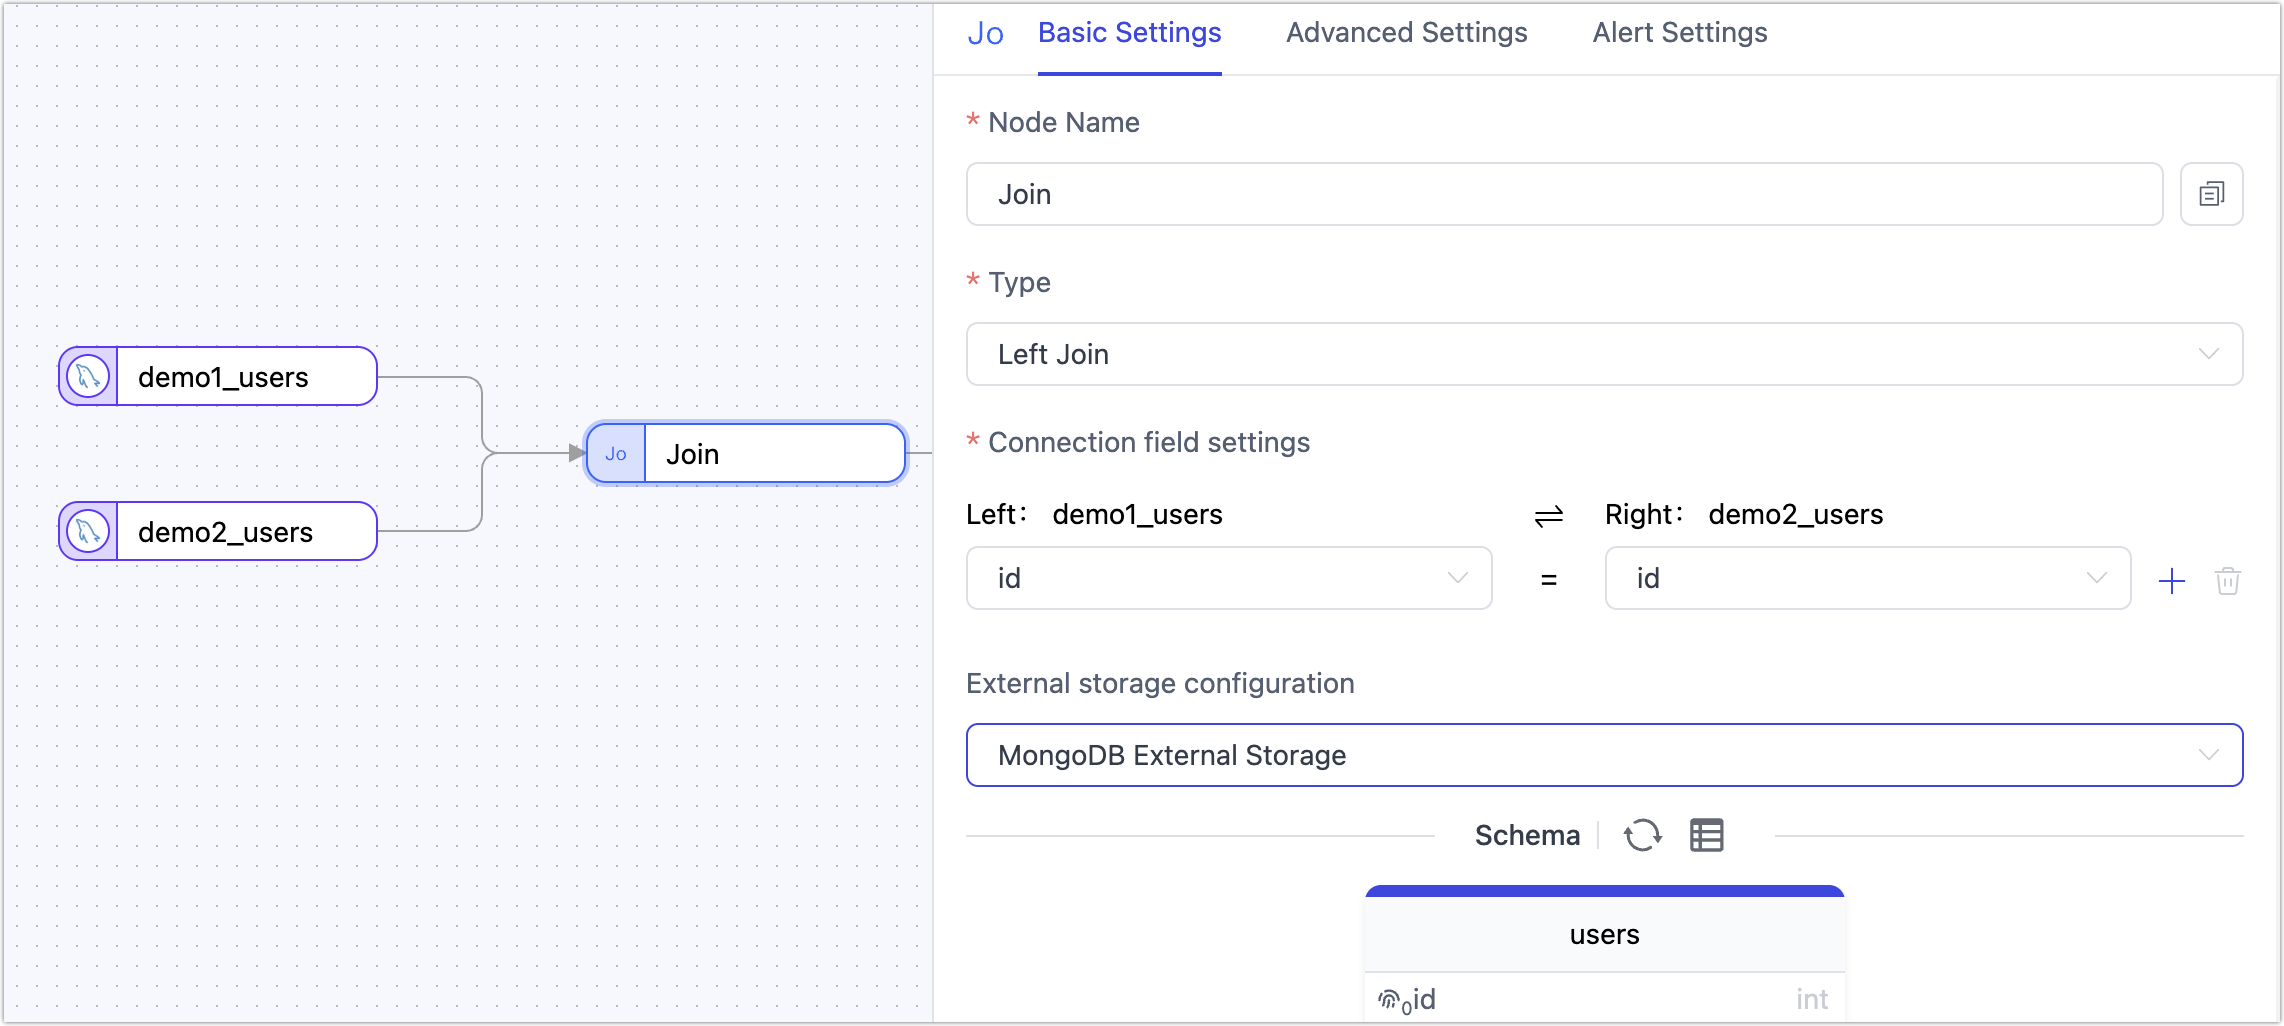 demo1_users
demo2_users
Jo Join
Jo Basic Settings Advanced Settings Alert Settings
* Node Name
Join
* Type
Left Join
* Connection field settings
Left: demo1_users ⇌ Right: demo2_users
id = id
External storage configuration
MongoDB External Storage
Schema
users
0 id int